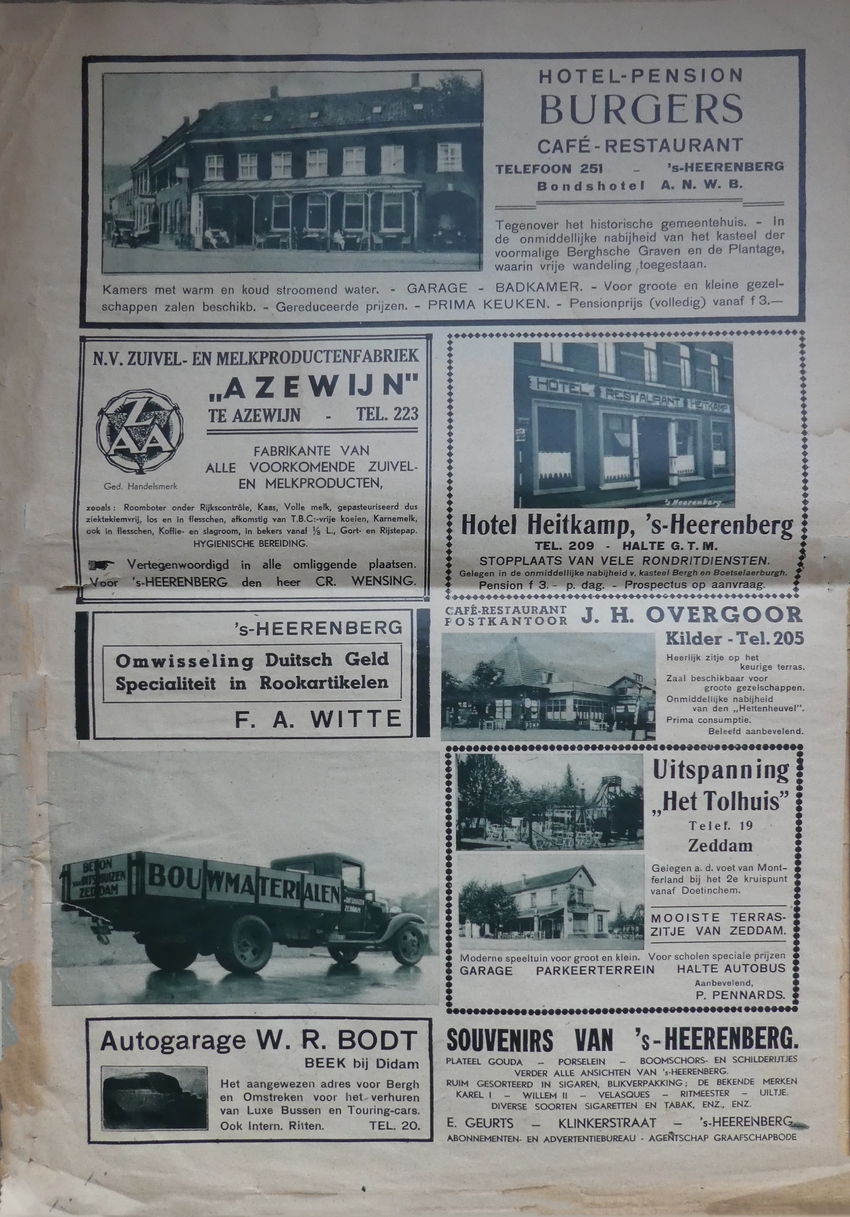 HOTEL-PENSION
BURGERS
CAFÉ-RESTAURANT
TELEFOON 251 – 's-HEERENBERG
Bondshotel A. N. W. B.
Tegenover het historische gemeentehuis. - In
de onmiddellijke nabijheid van het kasteel der
voormalige Berghsche Graven en de Plantage,
waarin vrije wandeling toegestaan.
Kamers met warm en koud stroomend water. - GARAGE - BADKAMER. - Voor groote en kleine gezel-
schappen zalen beschikb. - Gereduceerde prijzen. - PRIMA KEUKEN. - Pensionprijs (volledig) vanaf f 3.—
N.V. ZUIVEL- EN MELKPRODUCTENFABRIEK
„AZEWIJN"
TE AZEWIJN - TEL. 223
ZAA
Ged. Handelsmerk
FABRIKANTE VAN
ALLE VOORKOMENDE ZUIVEL-
EN MELKPRODUCTEN,
zooals: Roomboter onder Rijkscontrôle, Kaas, Volle melk, gepasteuriseerd dus
ziektekiemvrij, los en in flesschen, afkomstig van T.B.C.-vrije koeien, Karnemelk,
ook in flesschen, Koffie- en slagroom, in bekers vanaf ⅛ L., Gort- en Rijstepap.
HYGIENISCHE BEREIDING.
Vertegenwoordigd in alle omliggende plaatsen.
Voor 's-HEERENBERG den heer CR. WENSING.
HOTEL RESTAURANT HEITKAMP
's Heerenberg
Hotel Heitkamp, 's-Heerenberg
TEL. 209 - HALTE G. T. M.
STOPPLAATS VAN VELE RONDRITDIENSTEN.
Gelegen in de onmiddellijke nabijheid v. kasteel Bergh en Boetselaerburgh.
Pension f 3.- p. dag. - Prospectus op aanvraag.
's-HEERENBERG
Omwisseling Duitsch Geld
Specialiteit in Rookartikelen
F. A. WITTE
CAFÉ-RESTAURANT
POSTKANTOOR J. H. OVERGOOR
Kilder - Tel. 205
Heerlijk zitje op het
keurige terras.
Zaal beschikbaar voor
groote gezelschappen.
Onmiddellijke nabijheid
van den „Hettenheuvel".
Prima consumptie.
Beleefd aanbevelend.
BETON
ZEDDAM
BOUWMATERIALEN
ZEDDAM
Uitspanning
„Het Tolhuis"
Telef. 19
Zeddam
Gelegen a. d. voet van Mont-
ferland bij het 2e kruispunt
vanaf Doetinchem.
MOOISTE TERRAS-
ZITJE VAN ZEDDAM.
Moderne speeltuin voor groot en klein. Voor scholen speciale prijzen
GARAGE PARKEERTERREIN HALTE AUTOBUS
Aanbevelend,
P. PENNARDS.
Autogarage W. R. BODT
BEEK bij Didam
Het aangewezen adres voor Bergh
en Omstreken voor het verhuren
van Luxe Bussen en Touring-cars.
Ook Intern. Ritten. TEL. 20.
SOUVENIRS VAN 's-HEERENBERG.
PLATEEL GOUDA — PORSELEIN — BOOMSCHORS- EN SCHILDERIJTJES
VERDER ALLE ANSICHTEN VAN 's-HEERENBERG.
RUIM GESORTEERD IN SIGAREN, BLIKVERPAKKING; DE BEKENDE MERKEN
KAREL I — WILLEM II — VELASQUES — RITMEESTER — UILTJE.
DIVERSE SOORTEN SIGARETTEN EN TABAK, ENZ., ENZ.
E. GEURTS — KLINKERSTRAAT — 's-HEERENBERG
ABONNEMENTEN- EN ADVERTENTIEBUREAU - AGENTSCHAP GRAAFSCHAPBODE